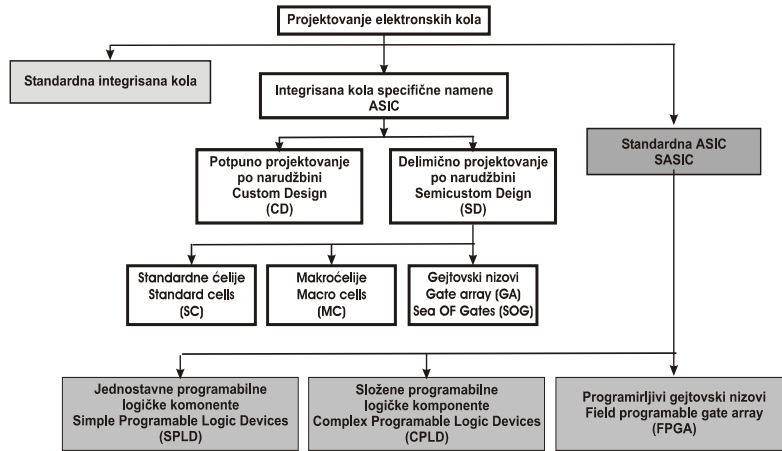 Projektovanje elektronskih kola
Standardna integrisana kola
Integrisana kola specifične namene
ASIC
Standardna ASIC
SASIC
Potpuno projektovanje
po narudžbini
Custom Design
(CD)
Delimično projektovanje
po narudžbini
Semicustom Deign
(SD)
Standardne ćelije
Standard cells
(SC)
Makroćelije
Macro cells
(MC)
Gejtovski nizovi
Gate array (GA)
Sea OF Gates (SOG)
Jednostavne programabilne
logičke komonente
Simple Programable Logic Devices
(SPLD)
Složene programabilne
logičke komponente
Complex Programable Logic Devices
(CPLD)
Programirljivi gejtovski nizovi
Field programable gate array
(FPGA)